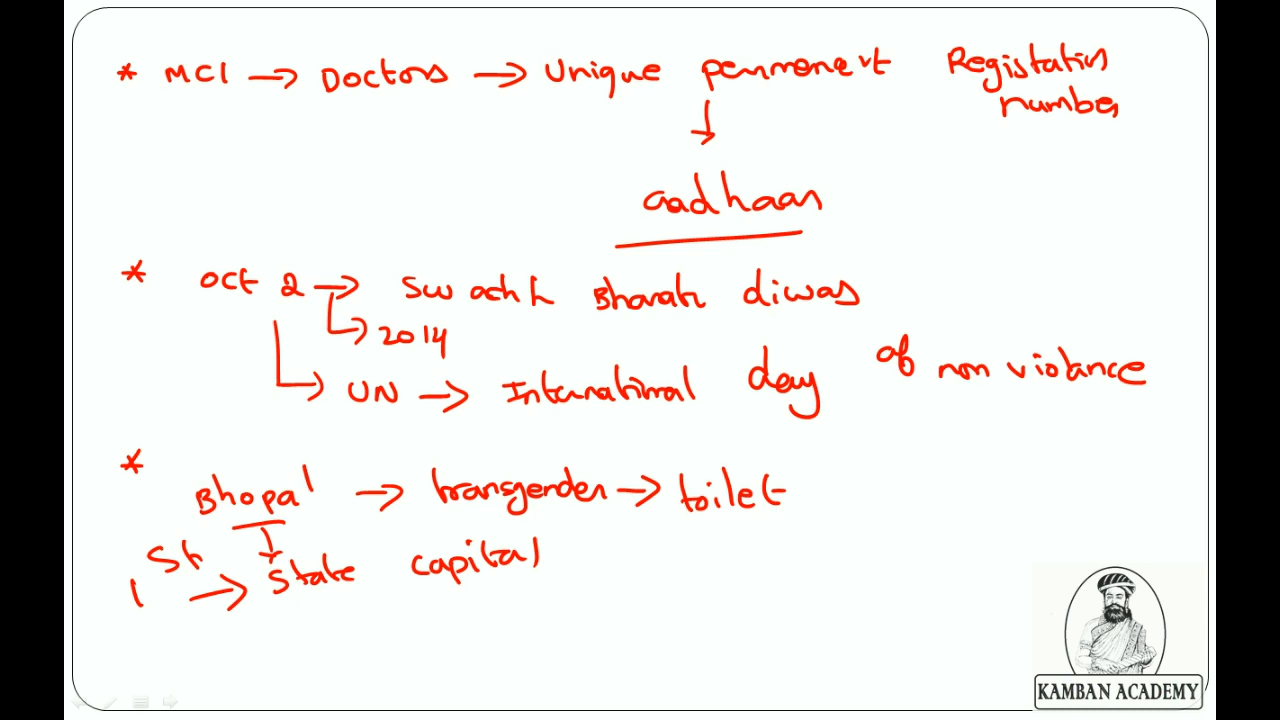 * MCI → Doctors → Unique permenent Registatin
number
↓
aadhaar
* oct 2 → Swachh Bharath diwas
→ 2014
→ UN → International day of non violance
*
Bhopal → transgender → toilet
1st → State capital
KAMBAN ACADEMY